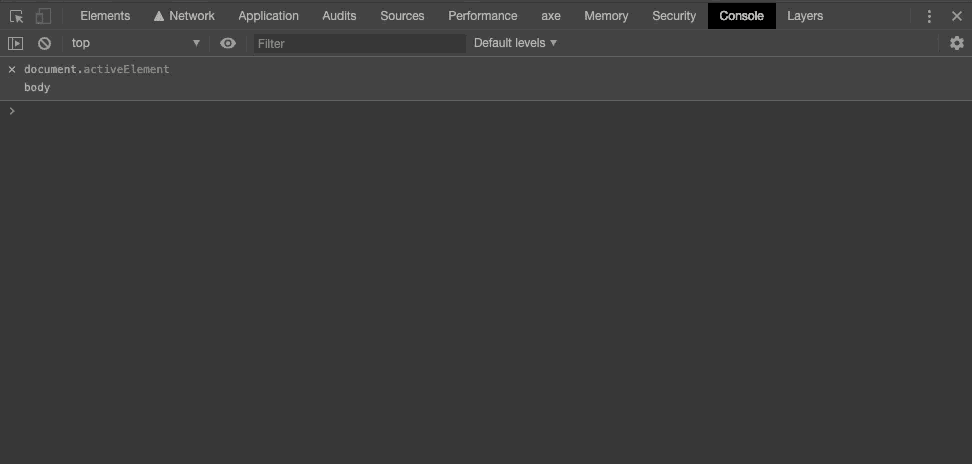 Elements Network Application Audits Sources Performance axe Memory Security Console Layers
top Filter Default levels
document.activeElement
body